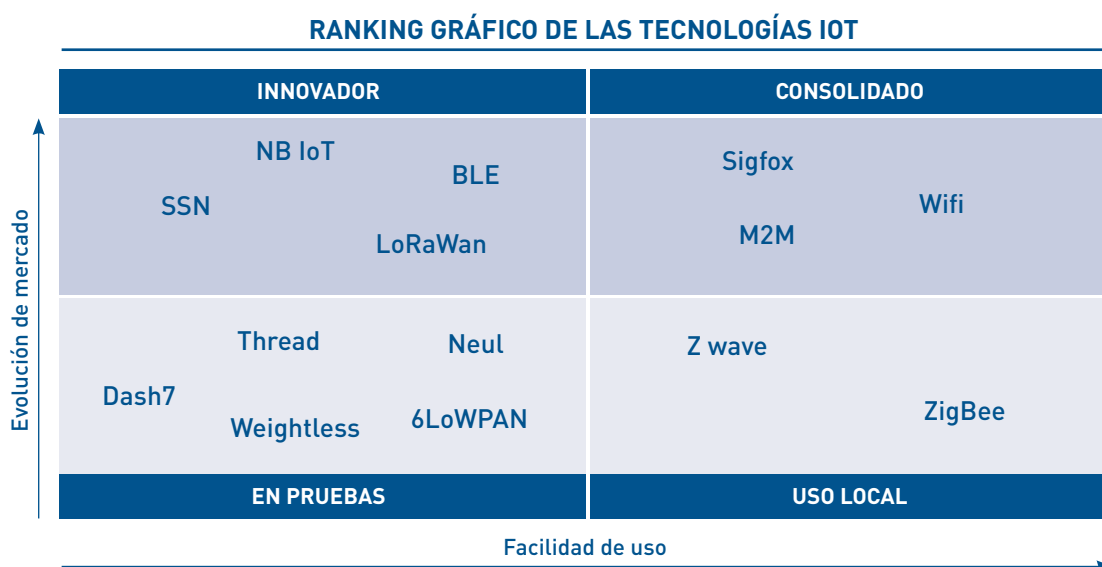 RANKING GRÁFICO DE LAS TECNOLOGÍAS IOT
INNOVADOR
CONSOLIDADO
Evolución de mercado
NB IoT
BLE
SSN
LoRaWan
Sigfox
Wifi
M2M
Thread
Neul
Dash7
Weightless
6LoWPAN
Z wave
ZigBee
EN PRUEBAS
USO LOCAL
Facilidad de uso